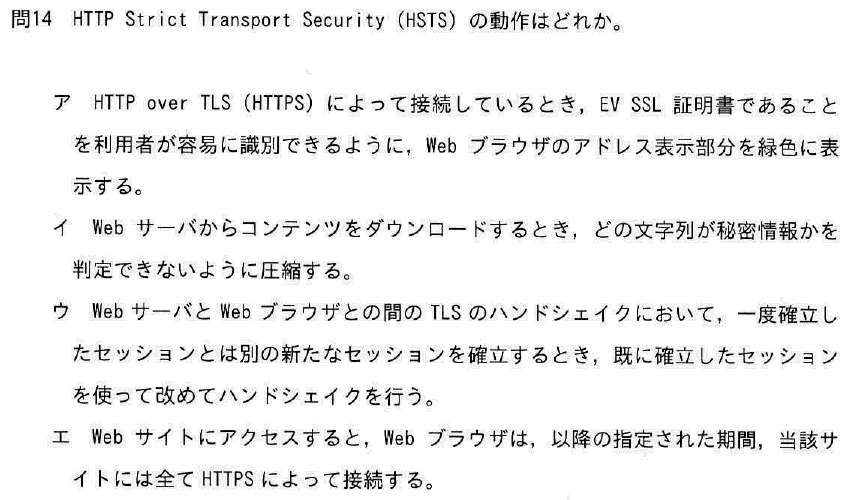 問14 HTTP Strict Transport Security (HSTS) の動作はどれか。
ア HTTP over TLS (HTTPS) によって接続しているとき，EV SSL 証明書であること
を利用者が容易に識別できるように，Web ブラウザのアドレス表示部分を緑色に表
示する。
イ Web サーバからコンテンツをダウンロードするとき，どの文字列が秘密情報かを
判定できないように圧縮する。
ウ Web サーバと Web ブラウザとの間の TLS のハンドシェイクにおいて，一度確立し
たセッションとは別の新たなセッションを確立するとき，既に確立したセッション
を使って改めてハンドシェイクを行う。
エ Web サイトにアクセスすると，Web ブラウザは，以降の指定された期間，当該サ
イトには全て HTTPS によって接続する。